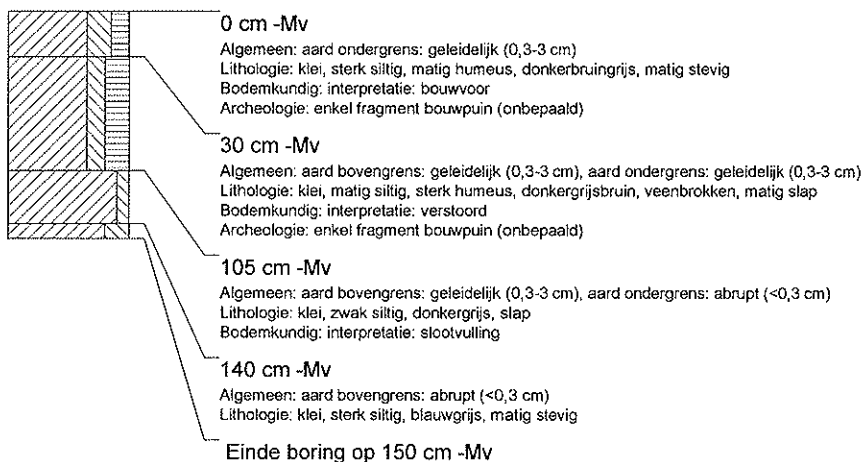 0 cm -Mv
Algemeen: aard ondergrens: geleidelijk (0,3-3 cm)
Lithologie: klei, sterk siltig, matig humeus, donkerbruingrijs, matig stevig
Bodemkundig: interpretatie: bouwvoor
Archeologie: enkel fragment bouwpuin (onbepaald)
30 cm -Mv
Algemeen: aard bovengrens: geleidelijk (0,3-3 cm), aard ondergrens: geleidelijk (0,3-3 cm)
Lithologie: klei, matig siltig, sterk humeus, donkergrijsbruin, veenbrokken, matig slap
Bodemkundig: interpretatie: verstoord
Archeologie: enkel fragment bouwpuin (onbepaald)
105 cm -Mv
Algemeen: aard bovengrens: geleidelijk (0,3-3 cm), aard ondergrens: abrupt (<0,3 cm)
Lithologie: klei, zwak siltig, donkergrijs, slap
Bodemkundig: interpretatie: slootvulling
140 cm -Mv
Algemeen: aard bovengrens: abrupt (<0,3 cm)
Lithologie: klei, sterk siltig, blauwgrijs, matig stevig
Einde boring op 150 cm -Mv